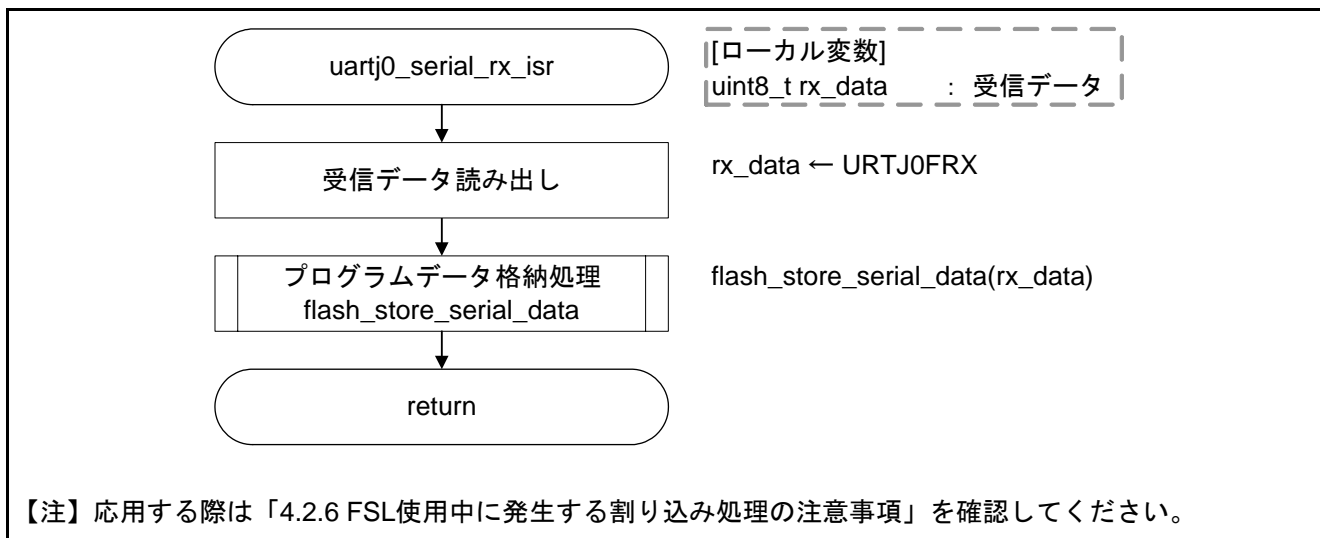 uartj0_serial_rx_isr
[ローカル変数]
uint8_t rx_data : 受信データ
受信データ読み出し
rx_data ← URTJ0FRX
プログラムデータ格納処理
flash_store_serial_data
flash_store_serial_data(rx_data)
return
【注】応用する際は「4.2.6 FSL使用中に発生する割り込み処理の注意事項」を確認してください。